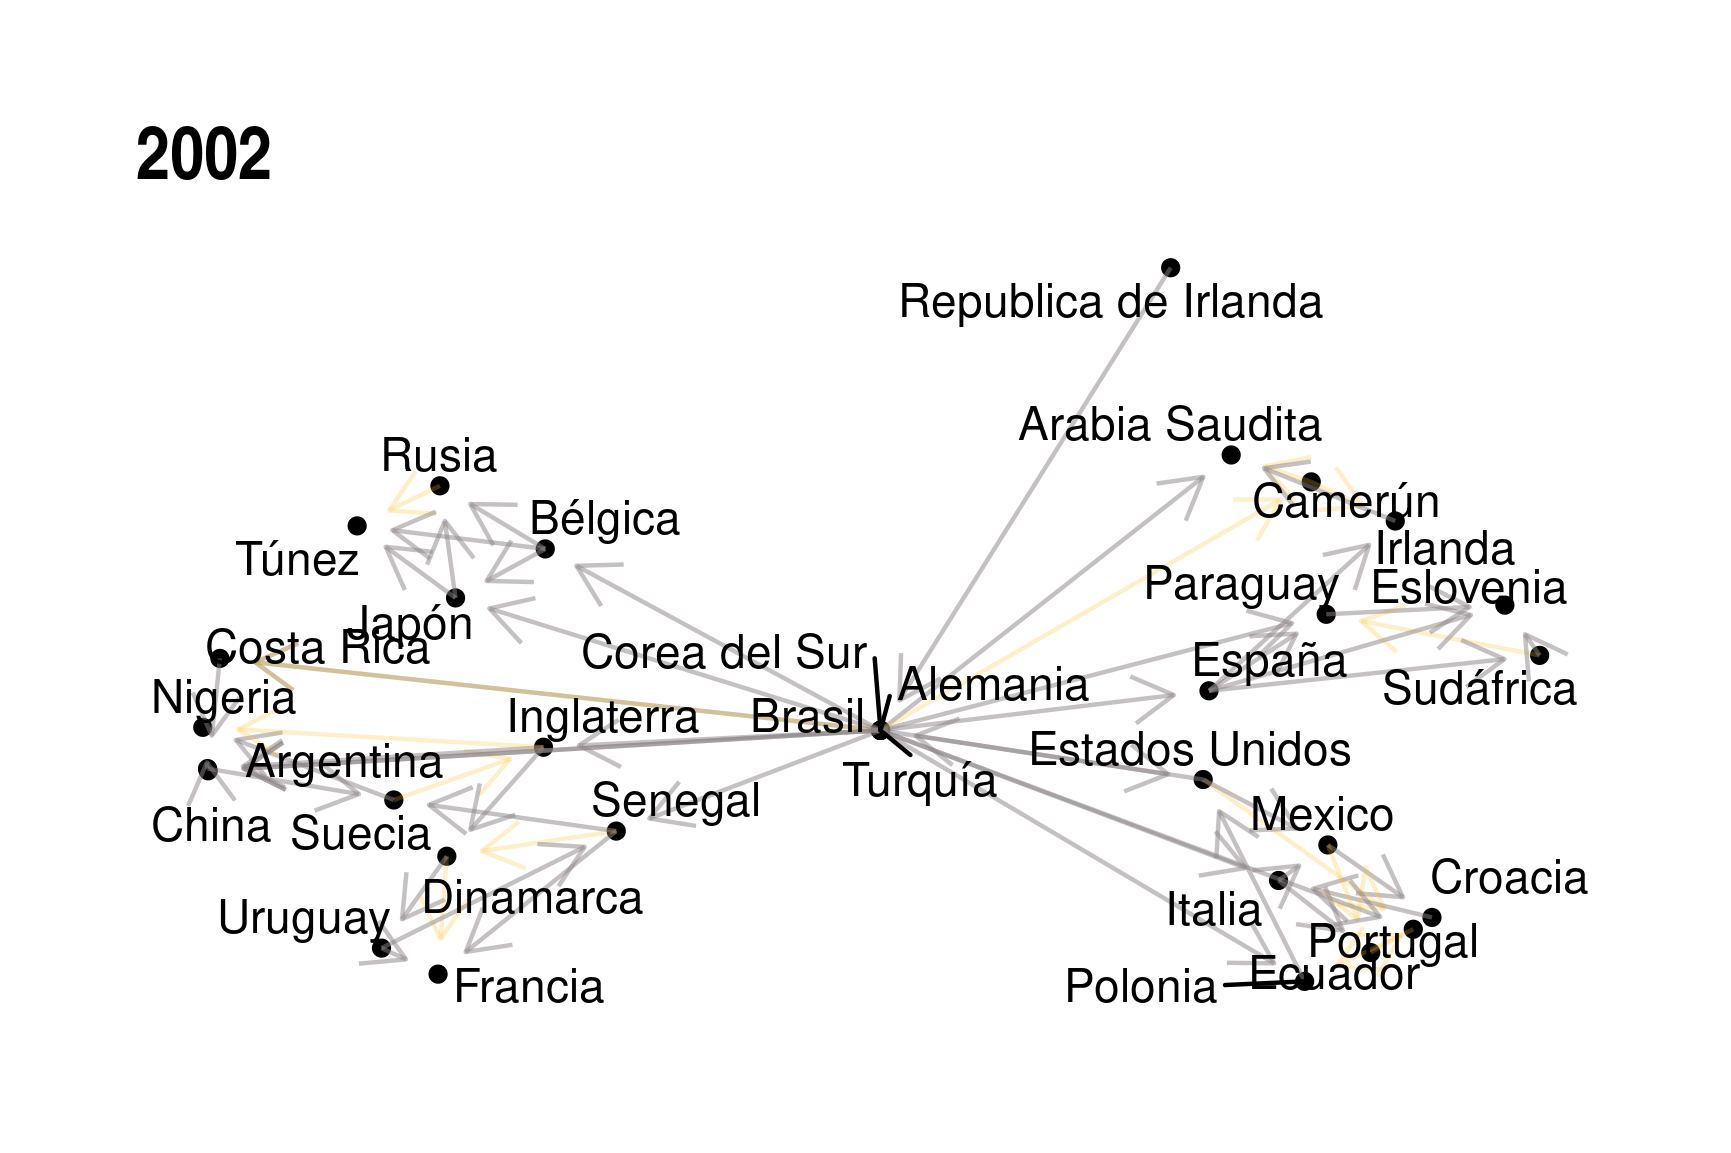 2002
Republica de Irlanda
Arabia Saudita
Rusia
Camerún
Bélgica
Irlanda
Túnez
Paraguay
Eslovenia
Japón
Costa Rica
Corea del Sur
España
Alemania
Sudáfrica
Nigeria
Inglaterra
Brasil
Estados Unidos
Argentina
Turquía
Senegal
Mexico
China
Suecia
Croacia
Dinamarca
Italia
Uruguay
Portugal
Ecuador
Francia
Polonia